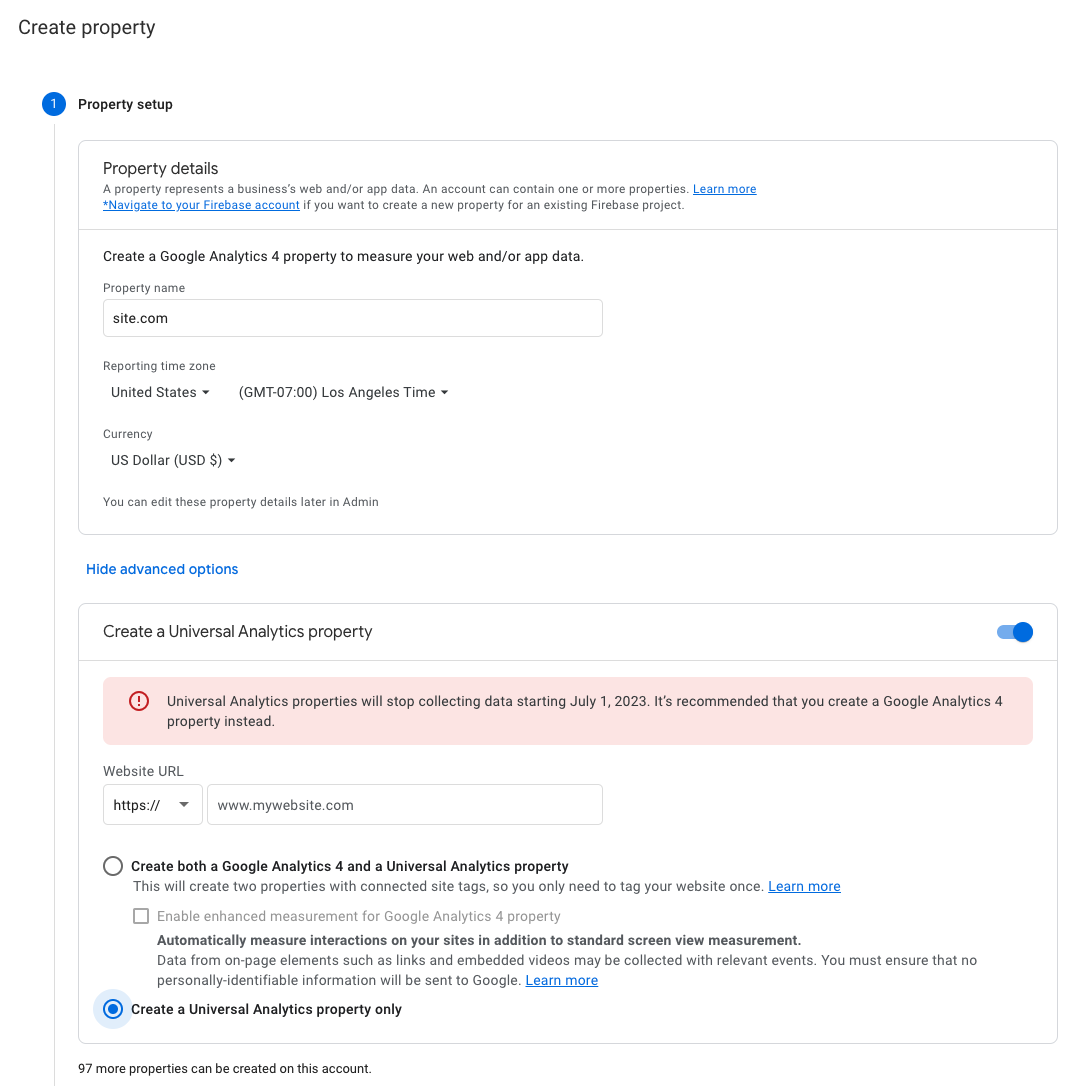 Create property
1 Property setup
Property details
A property represents a business's web and/or app data. An account can contain one or more properties. Learn more
*Navigate to your Firebase account if you want to create a new property for an existing Firebase project.
Create a Google Analytics 4 property to measure your web and/or app data.
Property name
site.com
Reporting time zone
United States (GMT-07:00) Los Angeles Time
Currency
US Dollar (USD $)
You can edit these property details later in Admin
Hide advanced options
Create a Universal Analytics property
Universal Analytics properties will stop collecting data starting July 1, 2023. It's recommended that you create a Google Analytics 4
property instead.
Website URL
https:// www.mywebsite.com
Create both a Google Analytics 4 and a Universal Analytics property
This will create two properties with connected site tags, so you only need to tag your website once. Learn more
Enable enhanced measurement for Google Analytics 4 property
Automatically measure interactions on your sites in addition to standard screen view measurement.
Data from on-page elements such as links and embedded videos may be collected with relevant events. You must ensure that no
personally-identifiable information will be sent to Google. Learn more
Create a Universal Analytics property only
97 more properties can be created on this account.